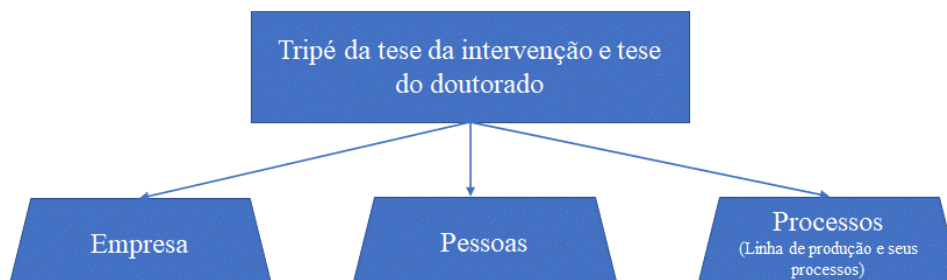 Tripé da tese da intervenção e tese
do doutorado
Empresa
Pessoas
Processos
(Linha de produção e seus
processos)